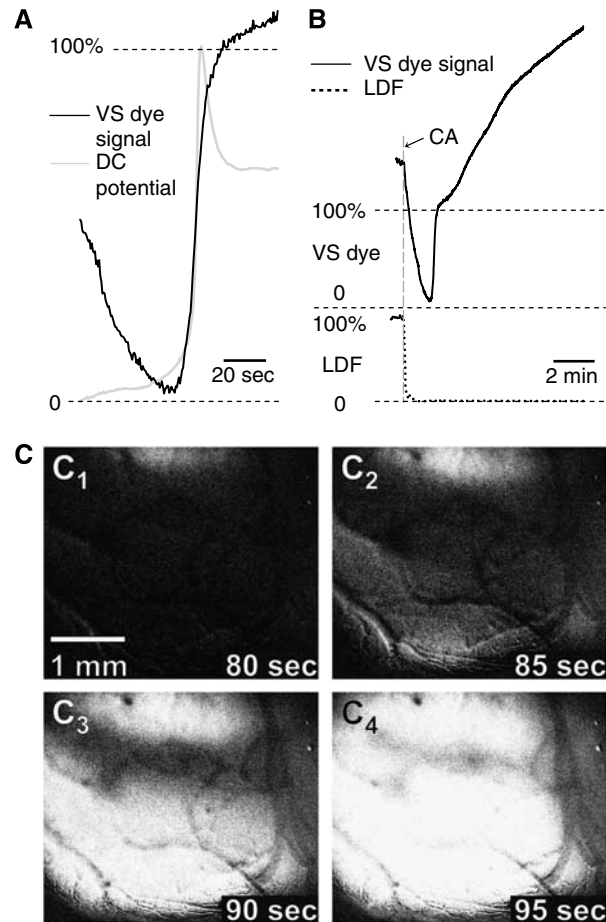 A
100%
VS dye
signal
DC
potential
20 sec
0
B
VS dye signal
LDF
CA
100%
VS dye
0
100%
LDF
2 min
0
C
C1
1 mm
80 sec
C2
85 sec
C3
90 sec
C4
95 sec